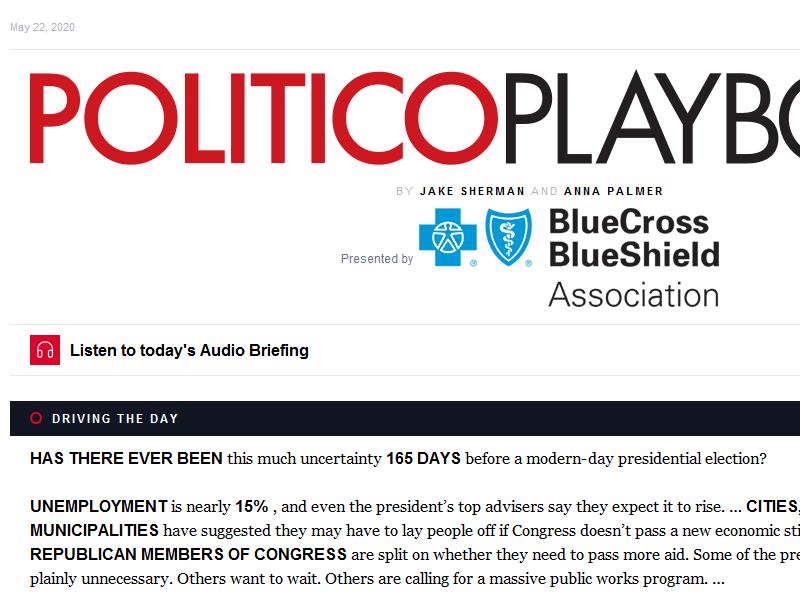 May 22, 2020
POLITICOPLAYBO
BY JAKE SHERMAN AND ANNA PALMER
Presented by
BlueCross
BlueShield
Association
Listen to today's Audio Briefing
DRIVING THE DAY
HAS THERE EVER BEEN this much uncertainty 165 DAYS before a modern-day presidential election?
UNEMPLOYMENT is nearly 15% , and even the president’s top advisers say they expect it to rise. ... CITIES,
MUNICIPALITIES have suggested they may have to lay people off if Congress doesn’t pass a new economic sti
REPUBLICAN MEMBERS OF CONGRESS are split on whether they need to pass more aid. Some of the pre
plainly unnecessary. Others want to wait. Others are calling for a massive public works program. ...